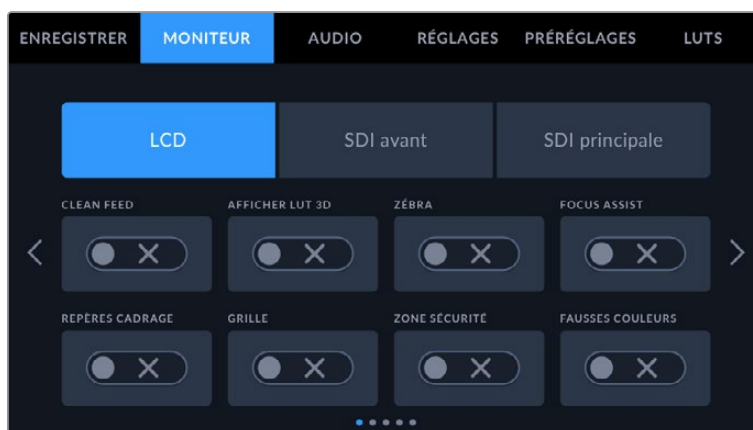 ENREGISTRER MONITEUR AUDIO RÉGLAGES PRÉRÉGLAGES LUTS
LCD SDI avant SDI principale
CLEAN FEED AFFICHER LUT 3D ZÉBRA FOCUS ASSIST
REPÈRES CADRAGE GRILLE ZONE SÉCURITÉ FAUSSES COULEURS